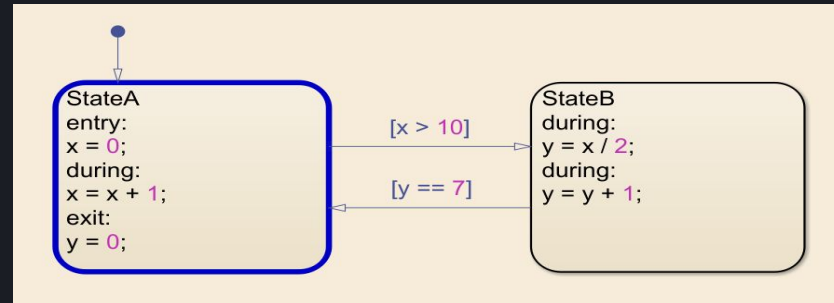 StateA
entry:
x = 0;
during:
x = x + 1;
exit:
y = 0;
[x > 10]
[y == 7]
StateB
during:
y = x / 2;
during:
y = y + 1;